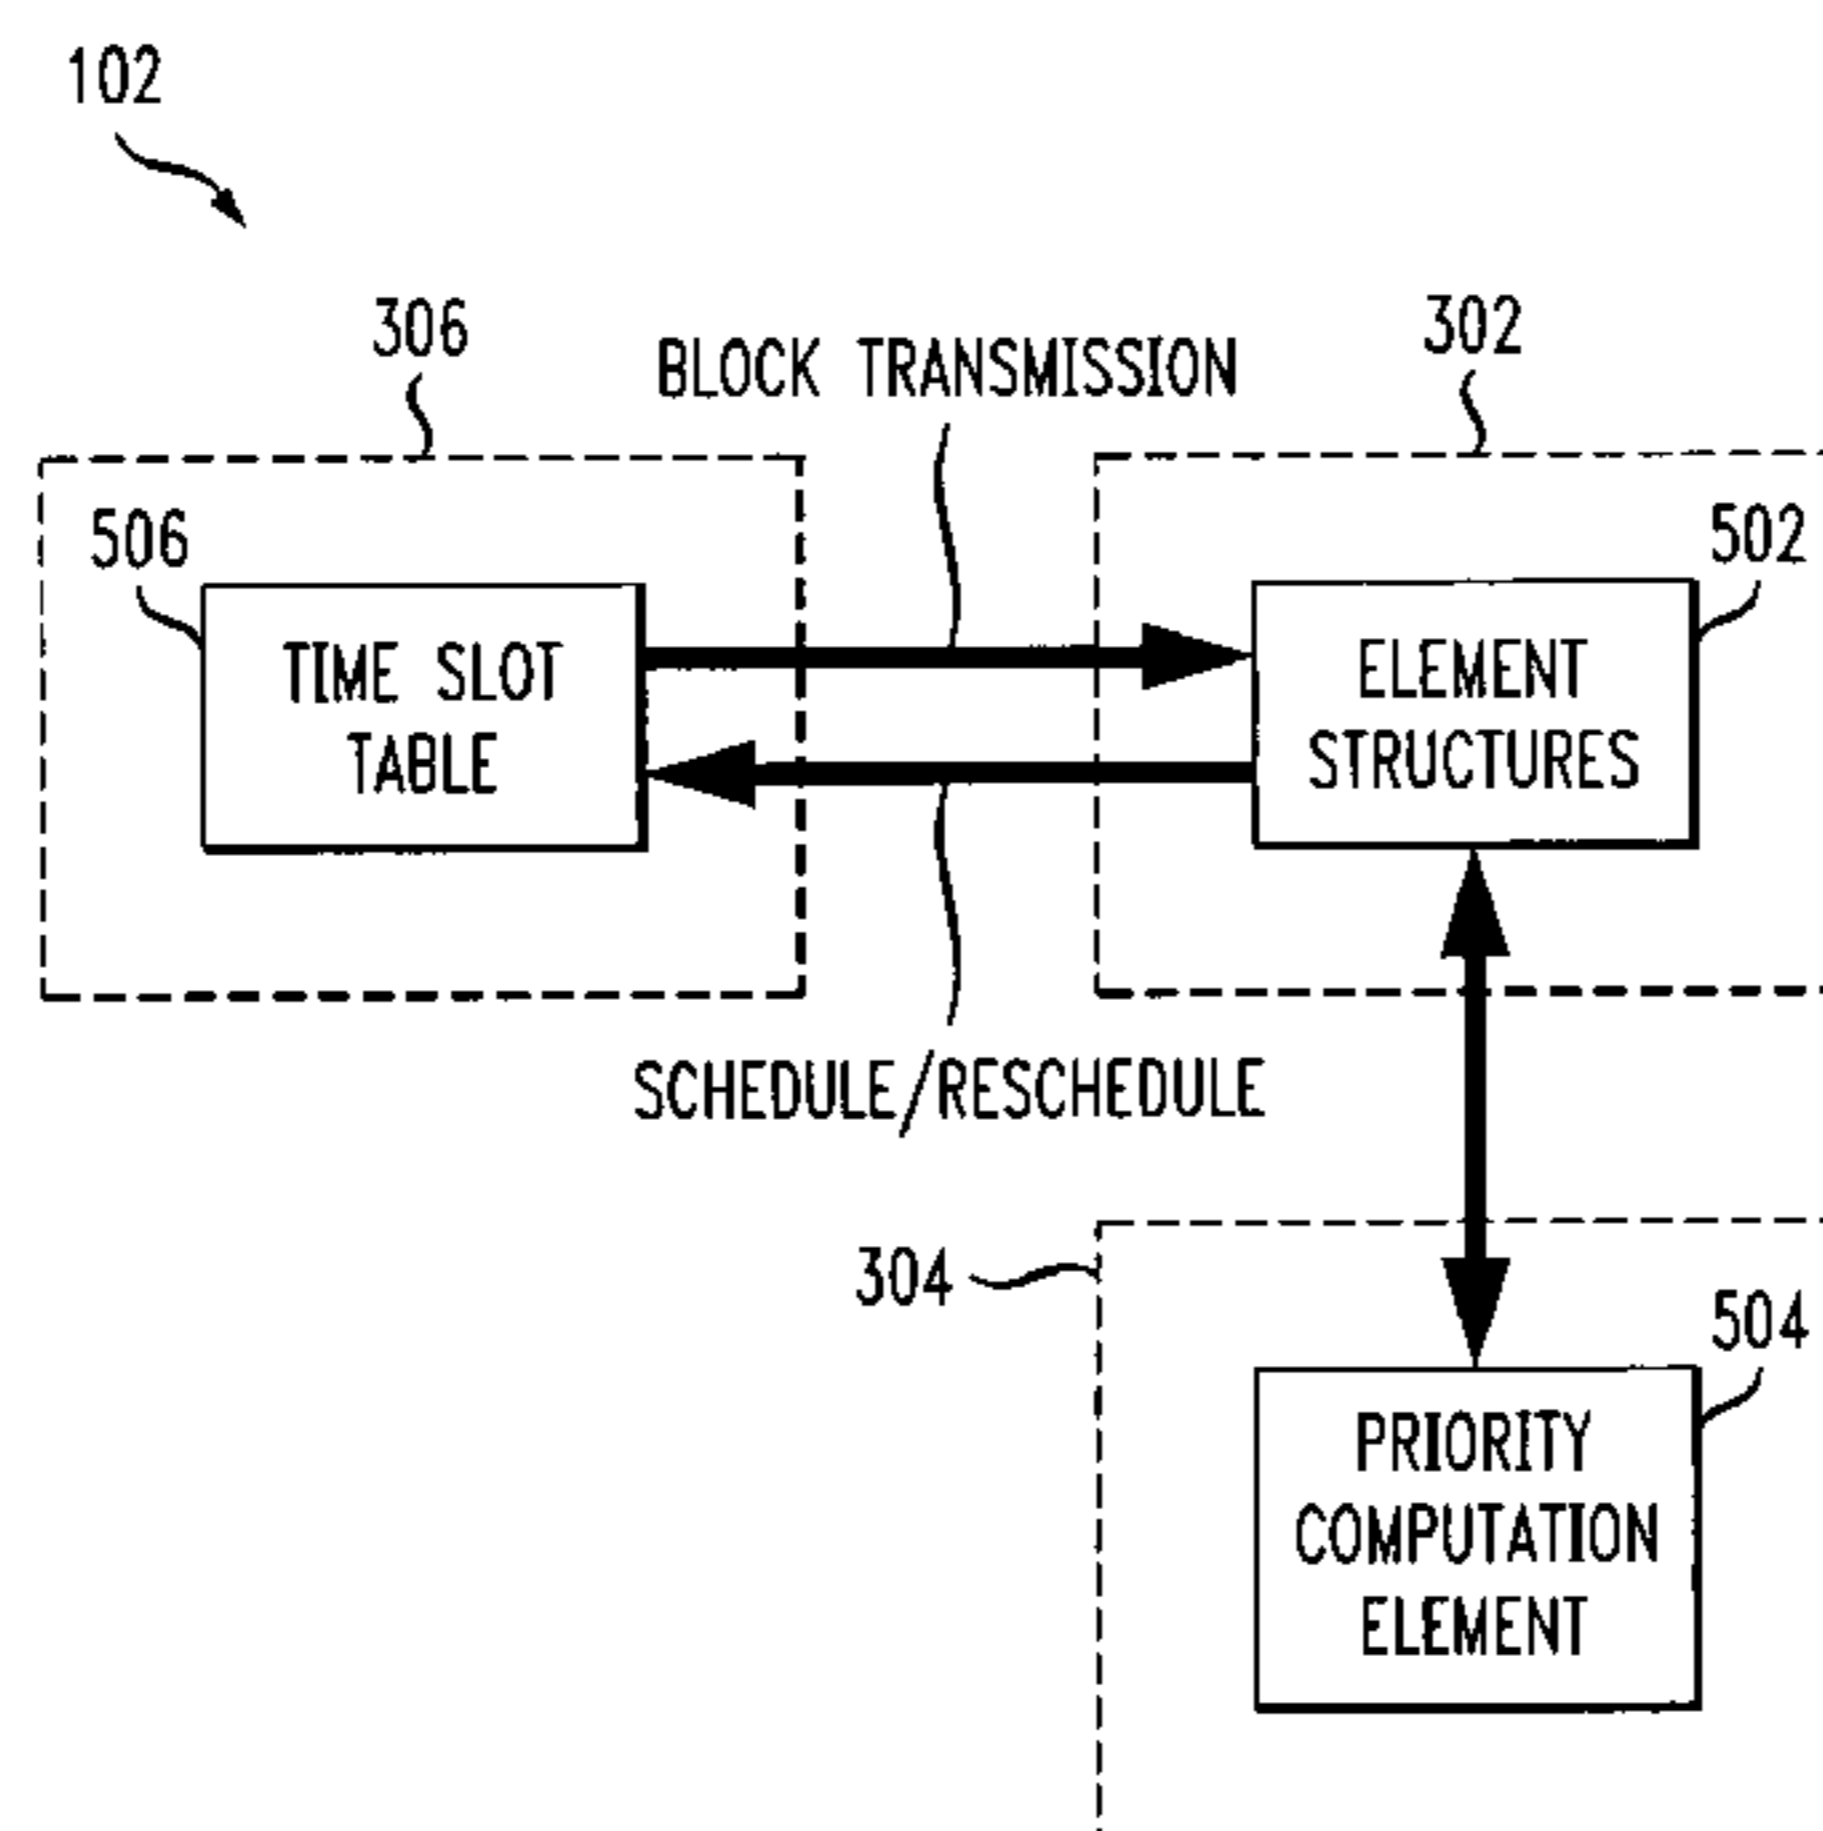 102
306
BLOCK TRANSMISSION
302
506
502
TIME SLOT
TABLE
ELEMENT
STRUCTURES
SCHEDULE/RESCHEDULE
304
504
PRIORITY
COMPUTATION
ELEMENT